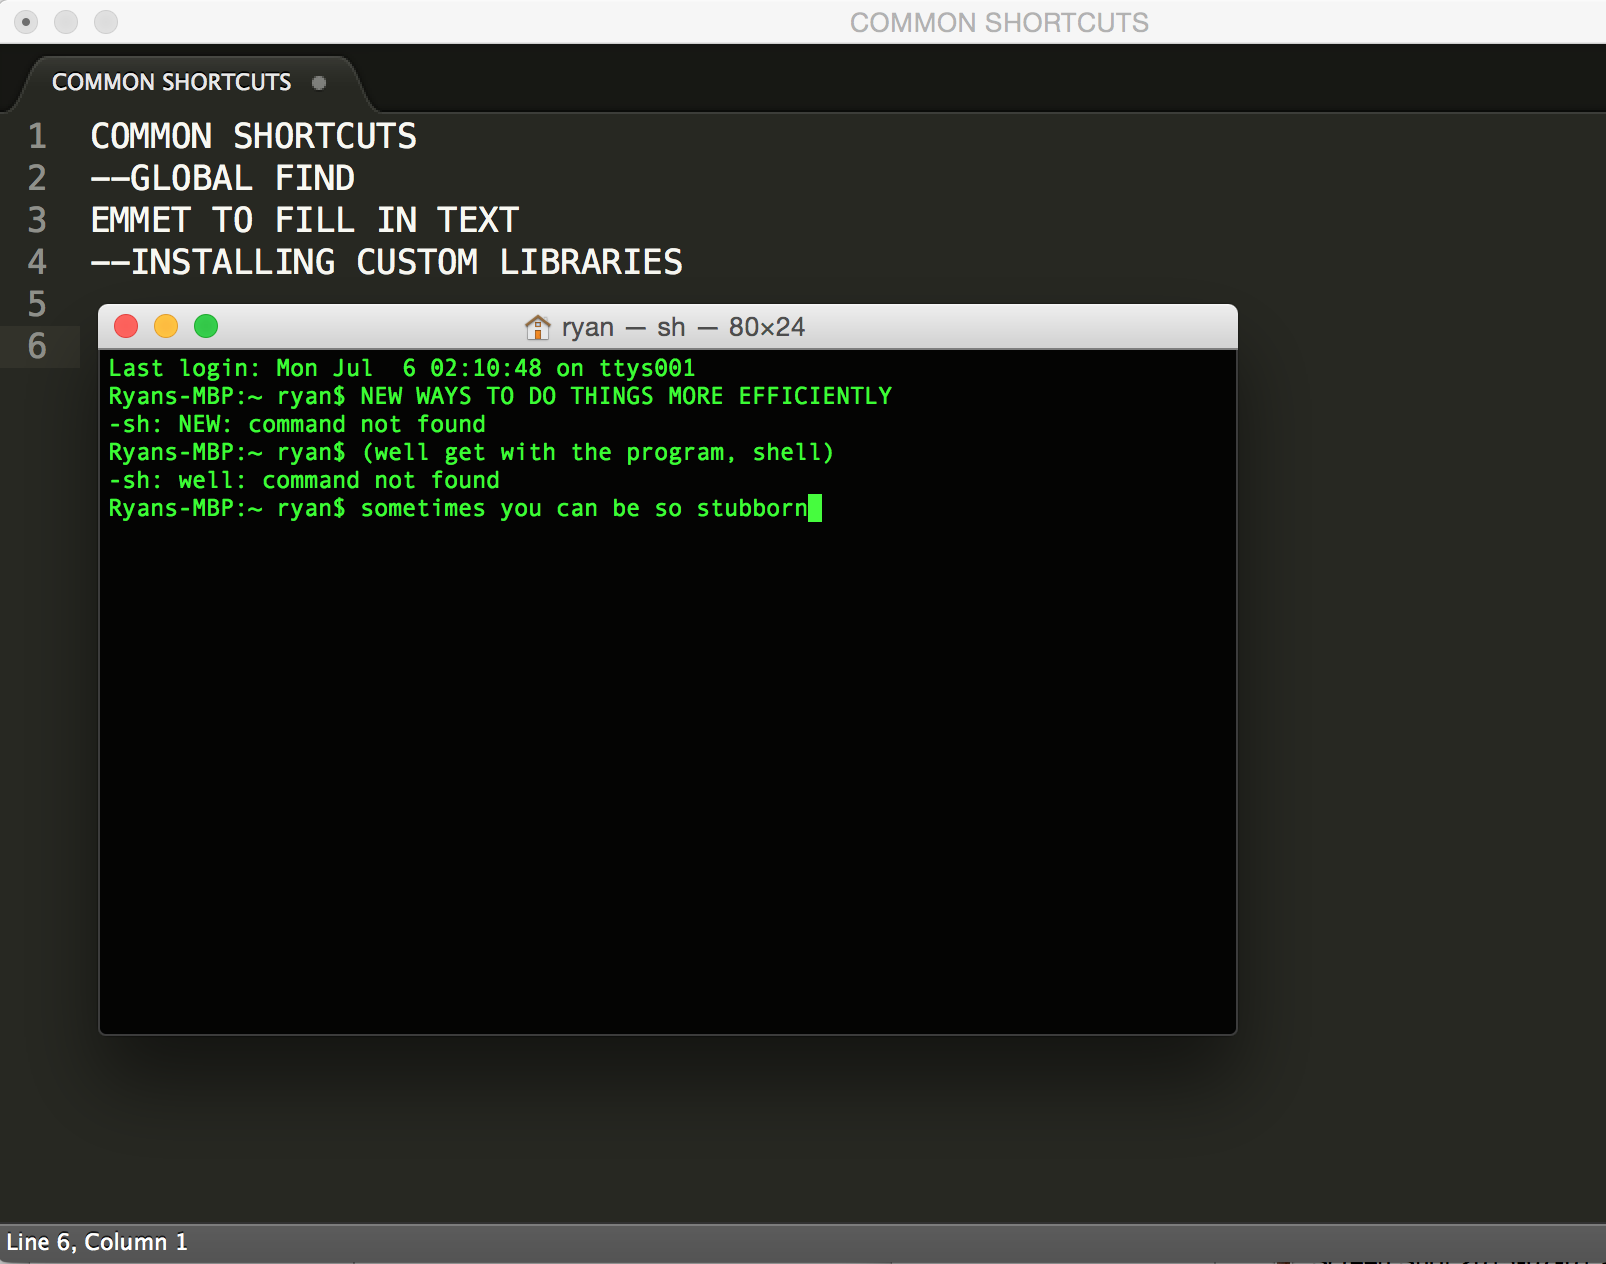 COMMON SHORTCUTS
COMMON SHORTCUTS
1 COMMON SHORTCUTS
2 --GLOBAL FIND
3 EMMET TO FILL IN TEXT
4 --INSTALLING CUSTOM LIBRARIES
5
6
ryan — sh — 80×24
Last login: Mon Jul  6 02:10:48 on ttys001
Ryans-MBP:~ ryan$ NEW WAYS TO DO THINGS MORE EFFICIENTLY
-sh: NEW: command not found
Ryans-MBP:~ ryan$ (well get with the program, shell)
-sh: well: command not found
Ryans-MBP:~ ryan$ sometimes you can be so stubborn
Line 6, Column 1